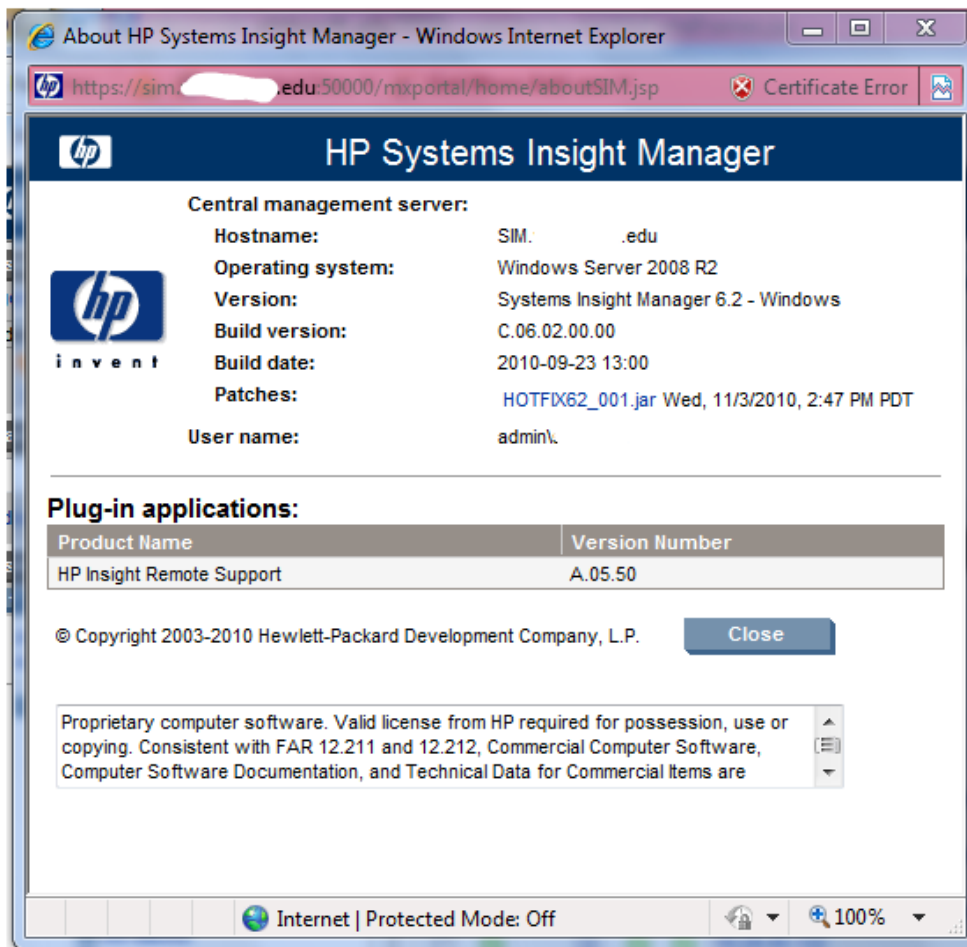 About HP Systems Insight Manager - Windows Internet Explorer
https://sim. .edu:50000/mxportal/home/aboutSIM.jsp Certificate Error
hp HP Systems Insight Manager
Central management server:
Hostname: SIM. .edu
Operating system: Windows Server 2008 R2
Version: Systems Insight Manager 6.2 - Windows
Build version: C.06.02.00.00
hp
invent
Build date: 2010-09-23 13:00
Patches: HOTFIX62_001.jar Wed, 11/3/2010, 2:47 PM PDT
User name: admin\
Plug-in applications:
Product Name Version Number
HP Insight Remote Support A.05.50
© Copyright 2003-2010 Hewlett-Packard Development Company, L.P. Close
Proprietary computer software. Valid license from HP required for possession, use or
copying. Consistent with FAR 12.211 and 12.212, Commercial Computer Software,
Computer Software Documentation, and Technical Data for Commercial Items are
Internet | Protected Mode: Off 100%